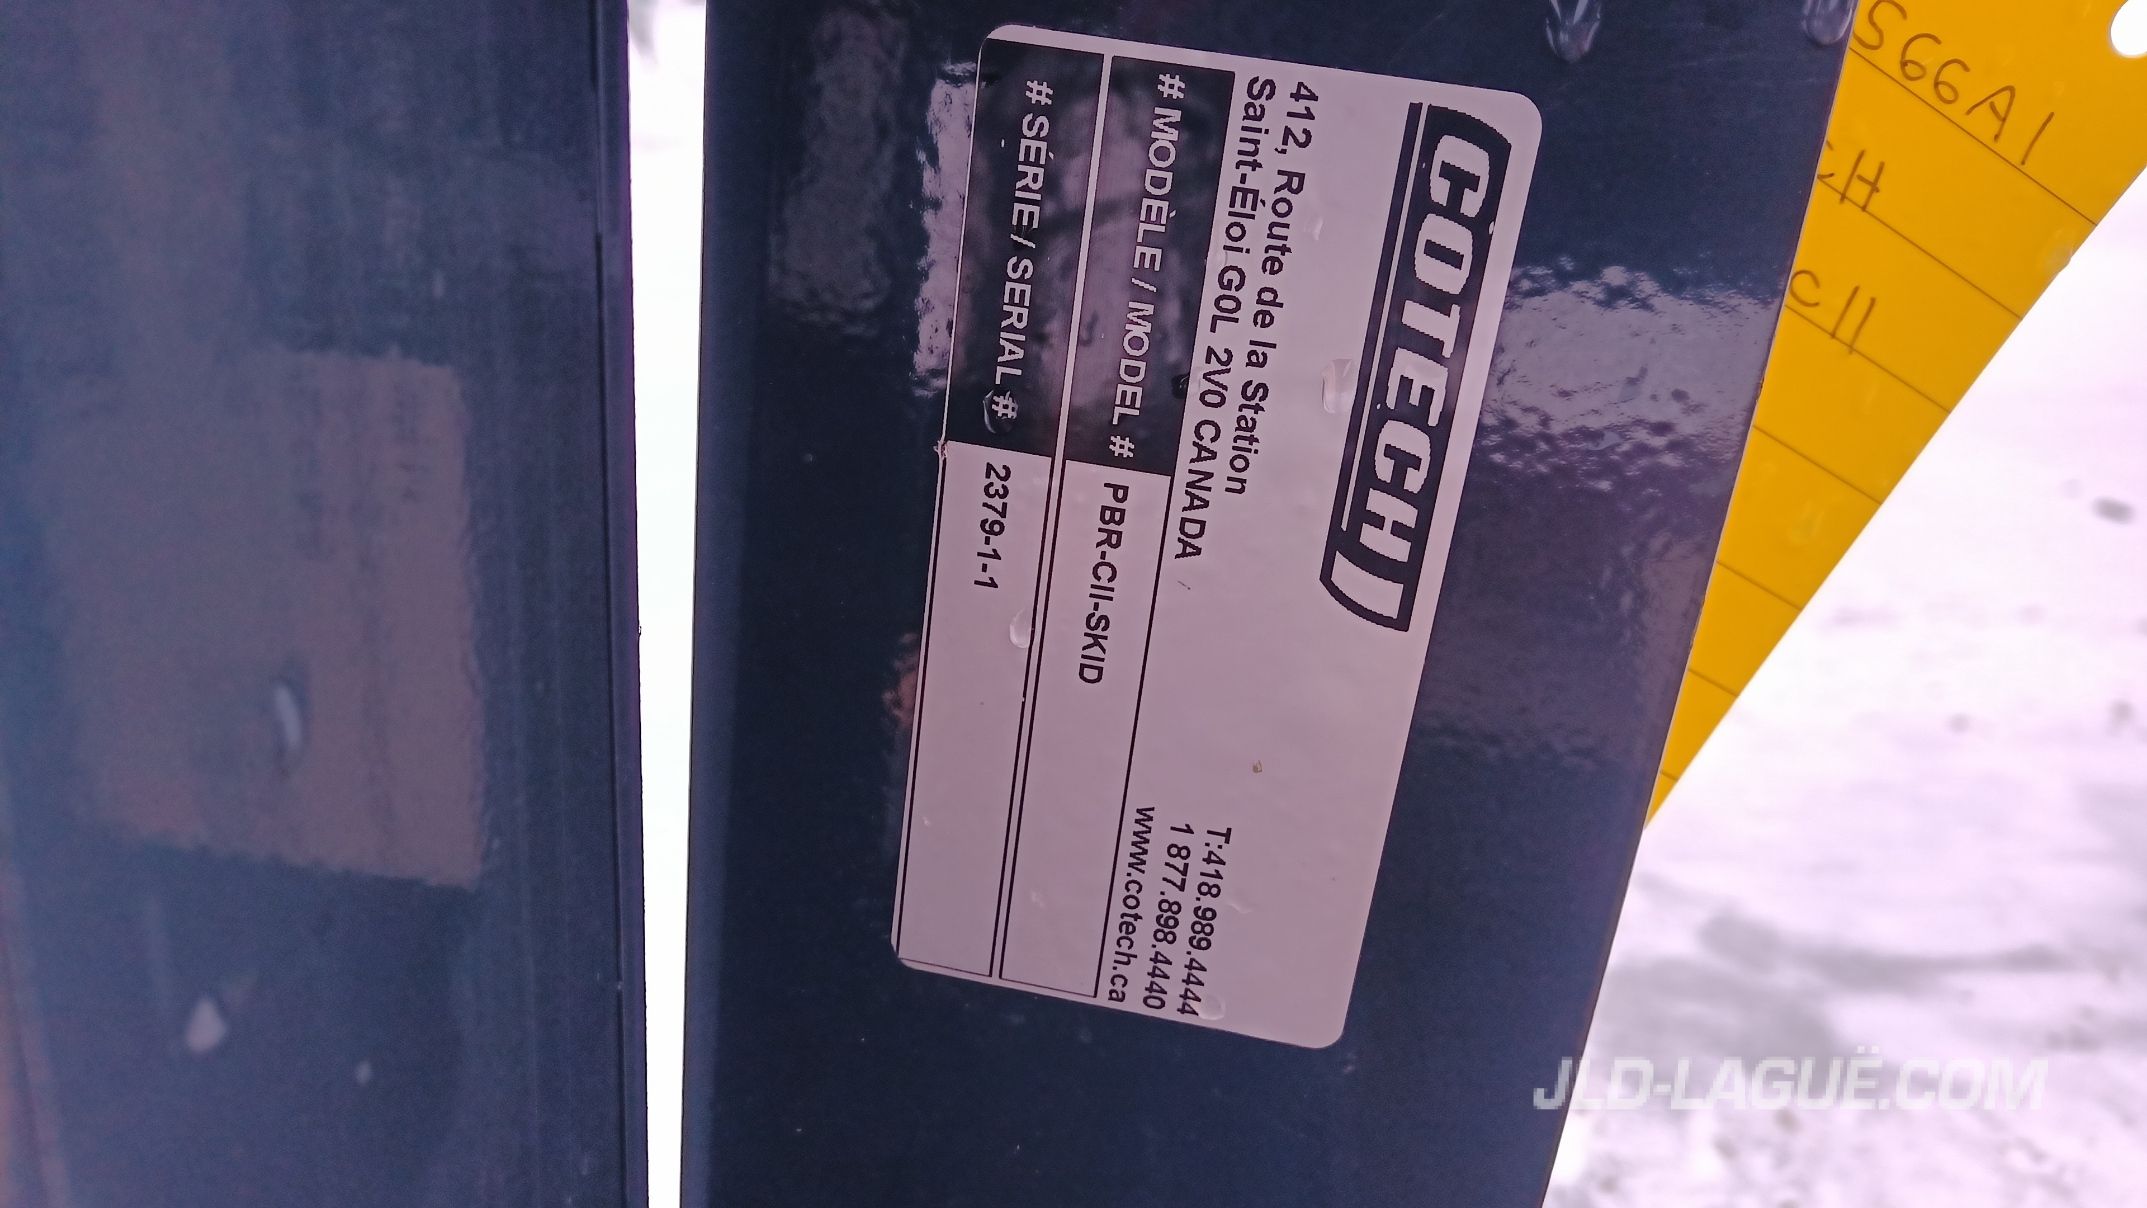 COTECH
412, Route de la Station
Saint-Éloi G0L 2V0 CANADA
T:418.989.4444
1 877.898.4440
www.cotech.ca
# MODÈLE / MODEL # PBR-CII-SKID
# SÉRIE / SERIAL # 2379-1-1
S66A1
CH
C11
JLD-LAGUË.COM